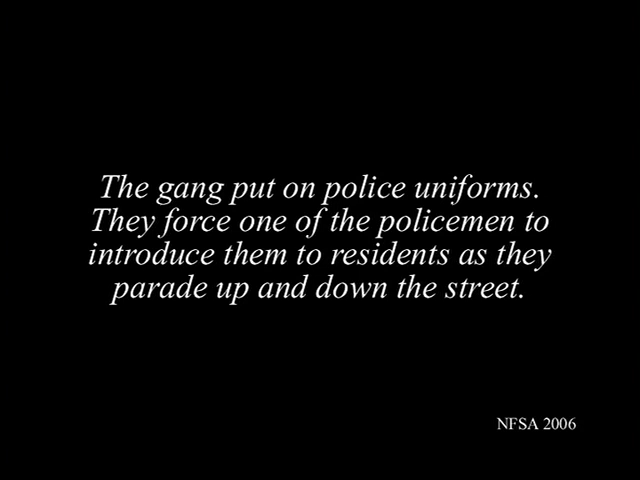 The gang put on police uniforms.
They force one of the policemen to
introduce them to residents as they
parade up and down the street.
NFSA 2006